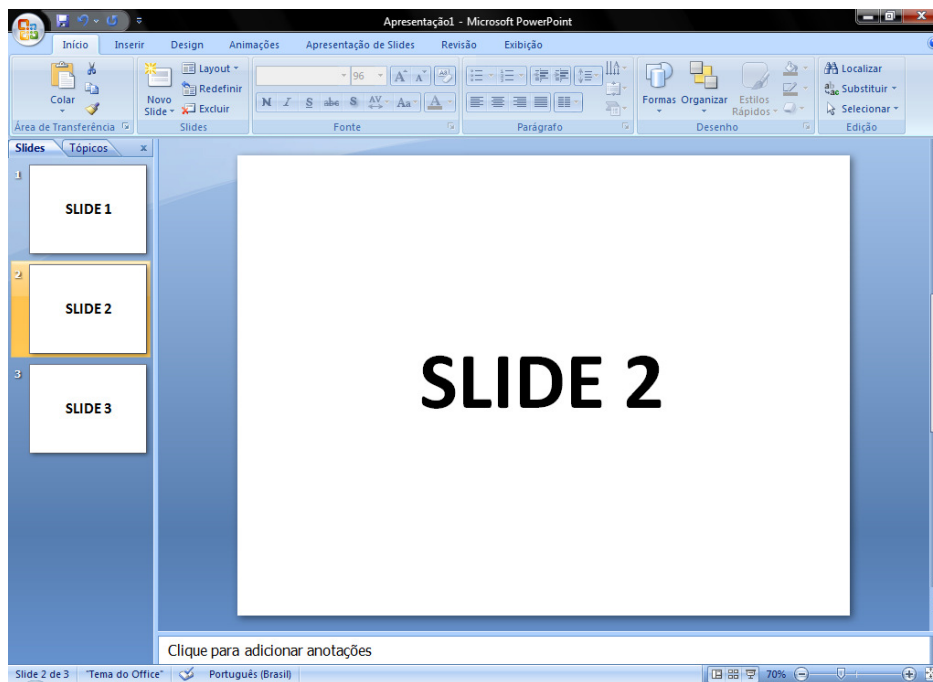 Apresentação1 - Microsoft PowerPoint
Início Inserir Design Animações Apresentação de Slides Revisão Exibição
Colar
Área de Transferência
Novo Slide
Layout
Redefinir
Excluir
Slides
96
N I S abc S AV Aa A
Fonte
Parágrafo
Formas Organizar Estilos Rápidos
Desenho
Localizar
Substituir
Selecionar
Edição
Slides Tópicos x
1
SLIDE 1
2
SLIDE 2
3
SLIDE 3
SLIDE 2
Clique para adicionar anotações
Slide 2 de 3 "Tema do Office" Português (Brasil) 70%